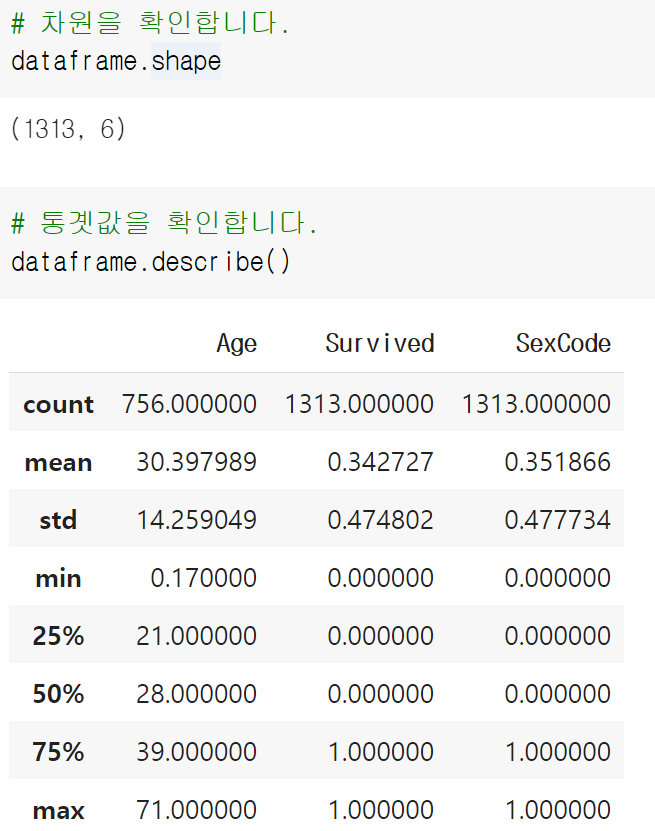 # 차원을 확인합니다.
dataframe.shape
(1313, 6)
# 통곗값을 확인합니다.
dataframe.describe()
Age Survived SexCode
count 756.000000 1313.000000 1313.000000
mean 30.397989 0.342727 0.351866
std 14.259049 0.474802 0.477734
min 0.170000 0.000000 0.000000
25% 21.000000 0.000000 0.000000
50% 28.000000 0.000000 0.000000
75% 39.000000 1.000000 1.000000
max 71.000000 1.000000 1.000000